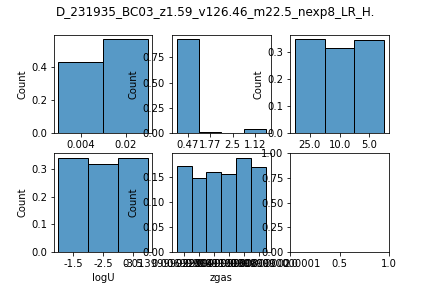 D_231935_BC03_z1.59_v126.46_m22.5_nexp8_LR_H.
Count
0.4
0.2
0.0
0.004 0.02
Count
0.75
0.50
0.25
0.00
0.47 1.77 2.5 1.12
Count
0.3
0.2
0.1
0.0
25.0 10.0 5.0
Count
0.3
0.2
0.1
0.0
-1.5 -2.5
logU
Count
0.15
0.10
0.05
0.00
zgas
1.00
0.75
0.50
0.25
0.00
0.5 1.0